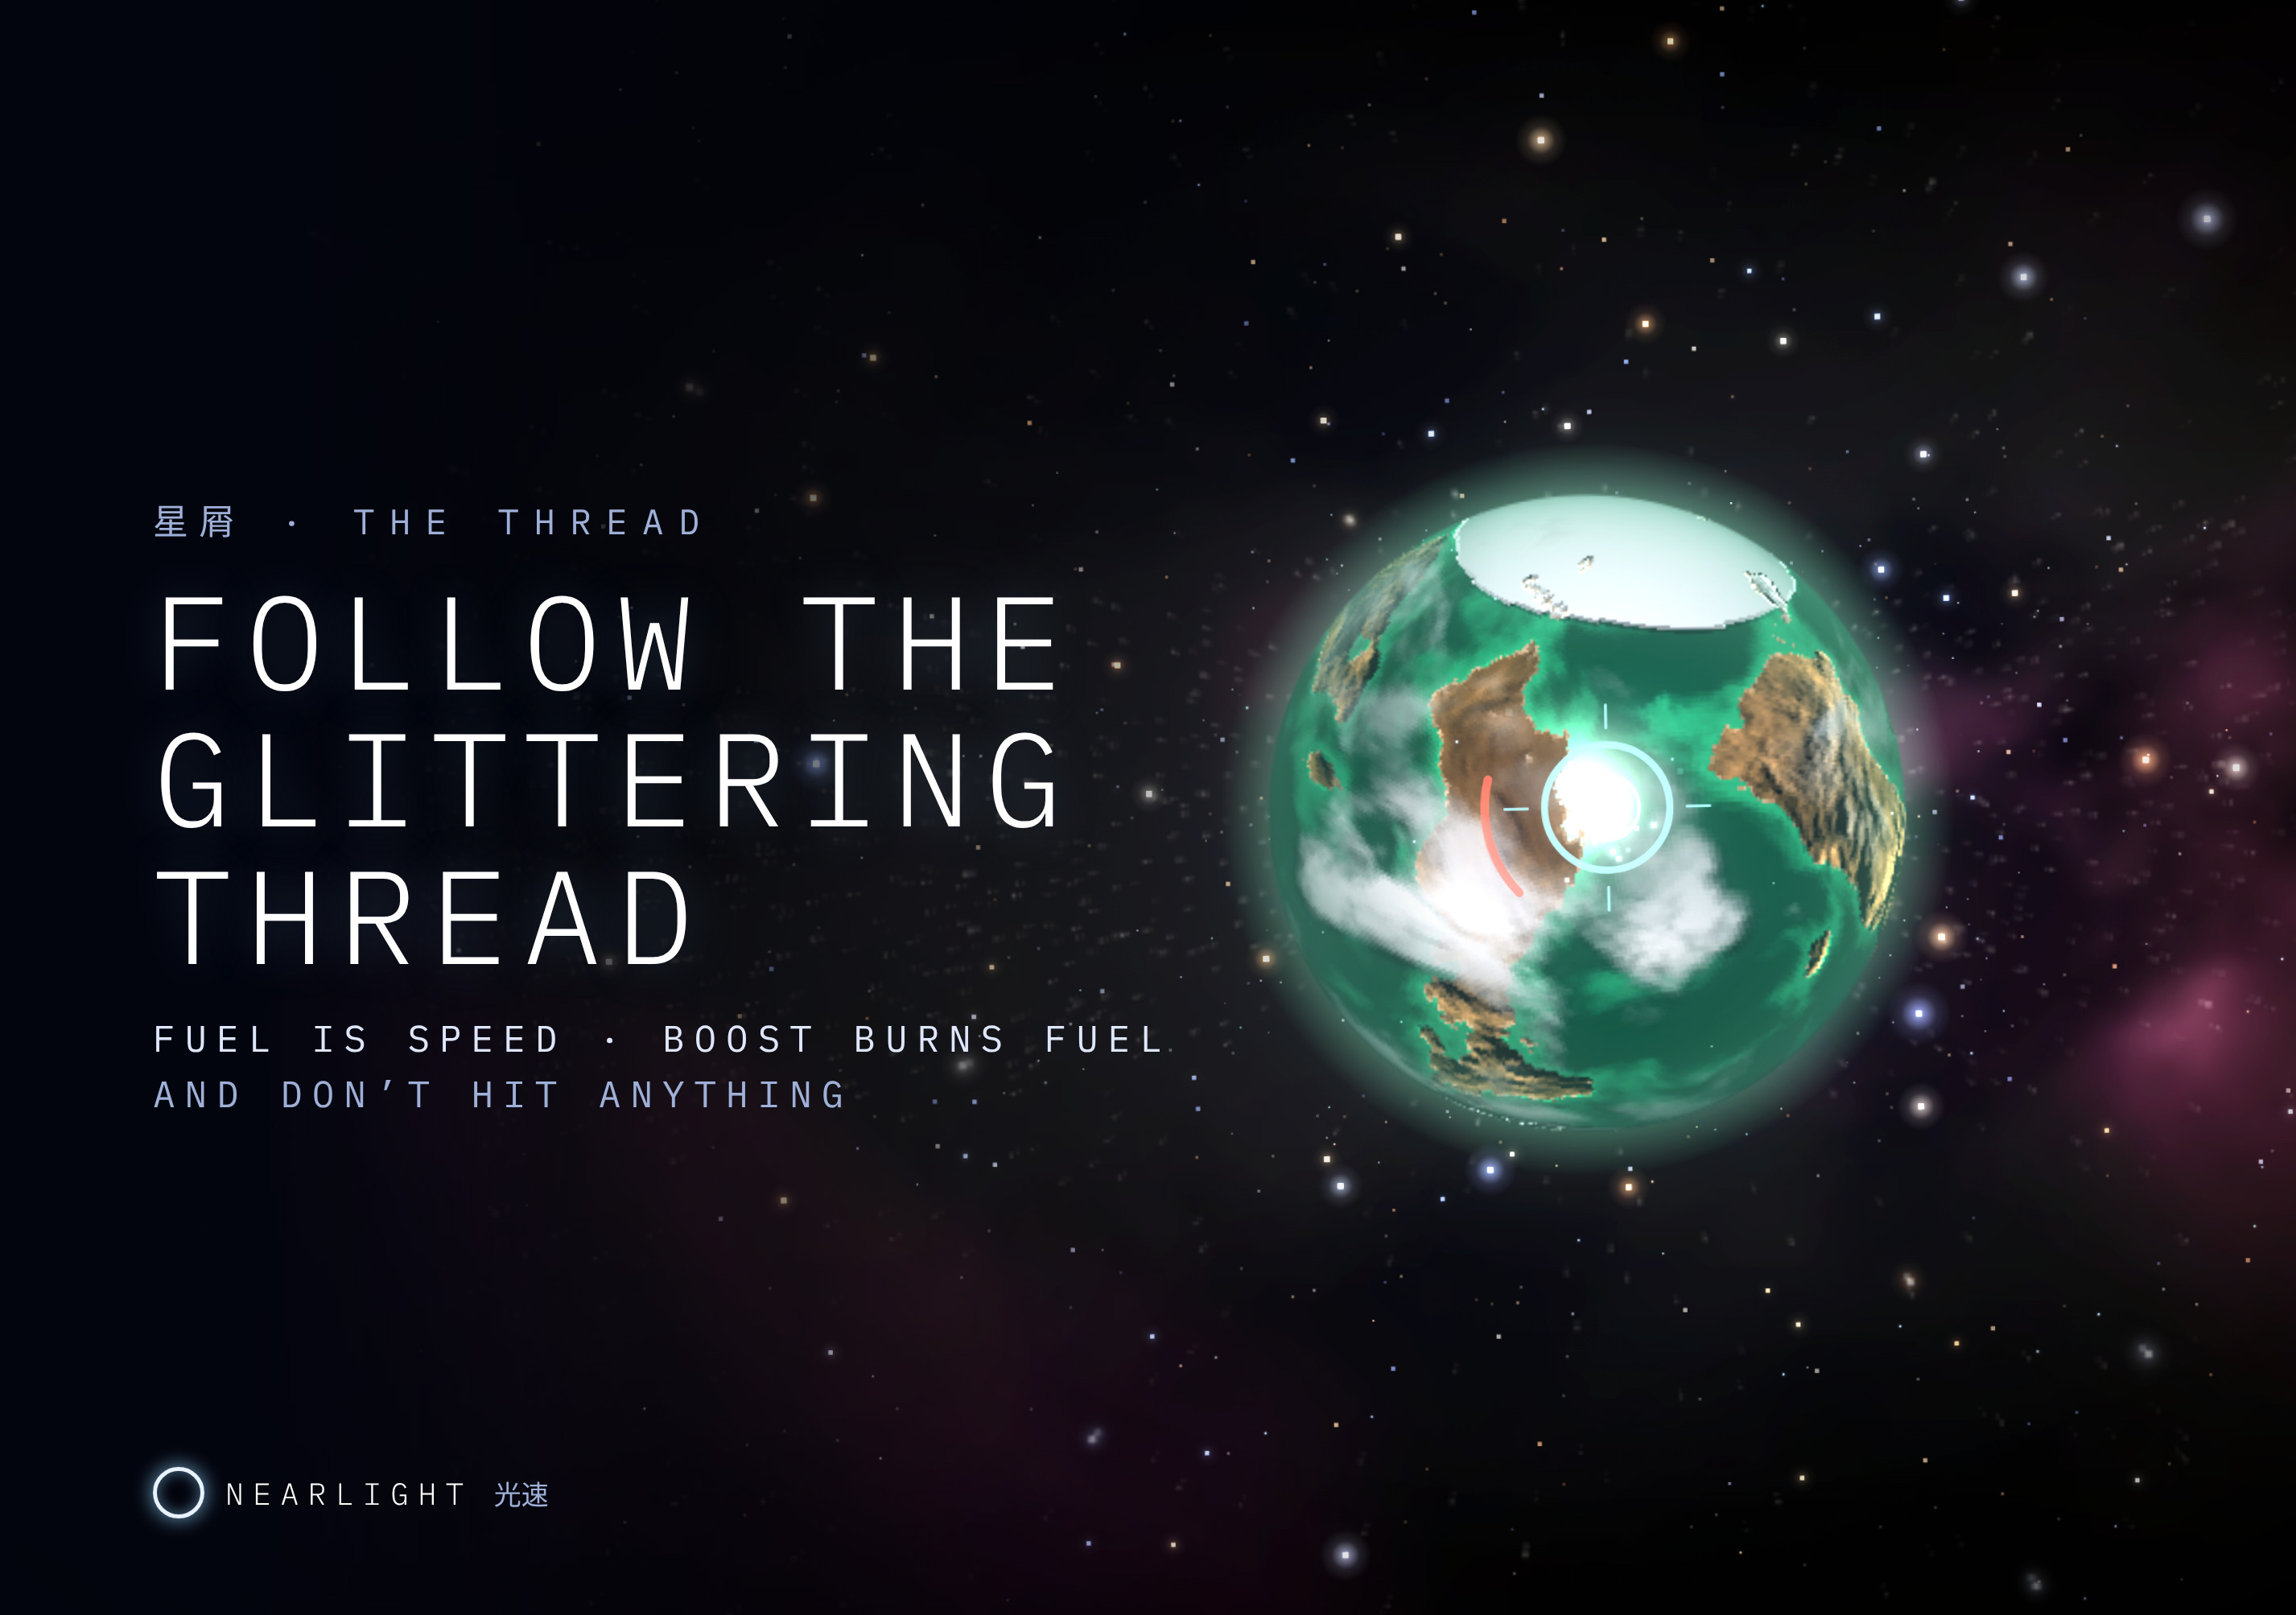 星屑 · THE THREAD
FOLLOW THE
GLITTERING
THREAD
FUEL IS SPEED · BOOST BURNS FUEL
AND DON’T HIT ANYTHING
NEARLIGHT 光速